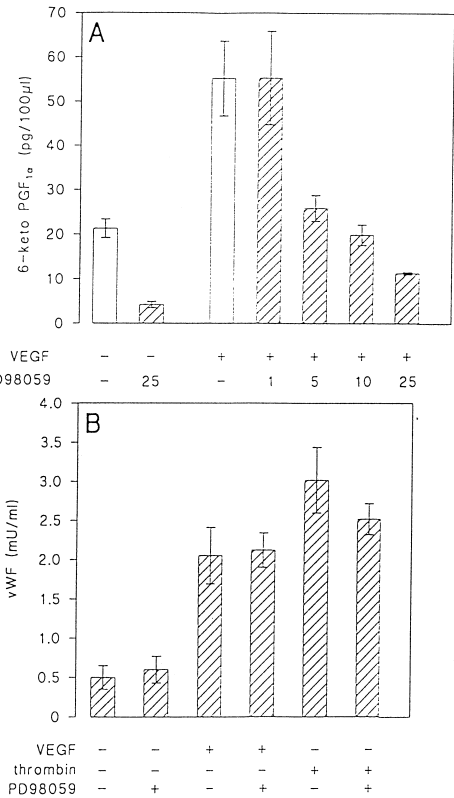 A
70
60
50
40
30
20
10
0
6-keto PGF1α (pg/100μl)
VEGF - - + + + + +
D98059 - 25 - 1 5 10 25
B
4.0
3.5
3.0
2.5
2.0
1.5
1.0
0.5
0
vWF (mU/ml)
VEGF - - + + - -
thrombin - - - - + +
PD98059 - + - + - +